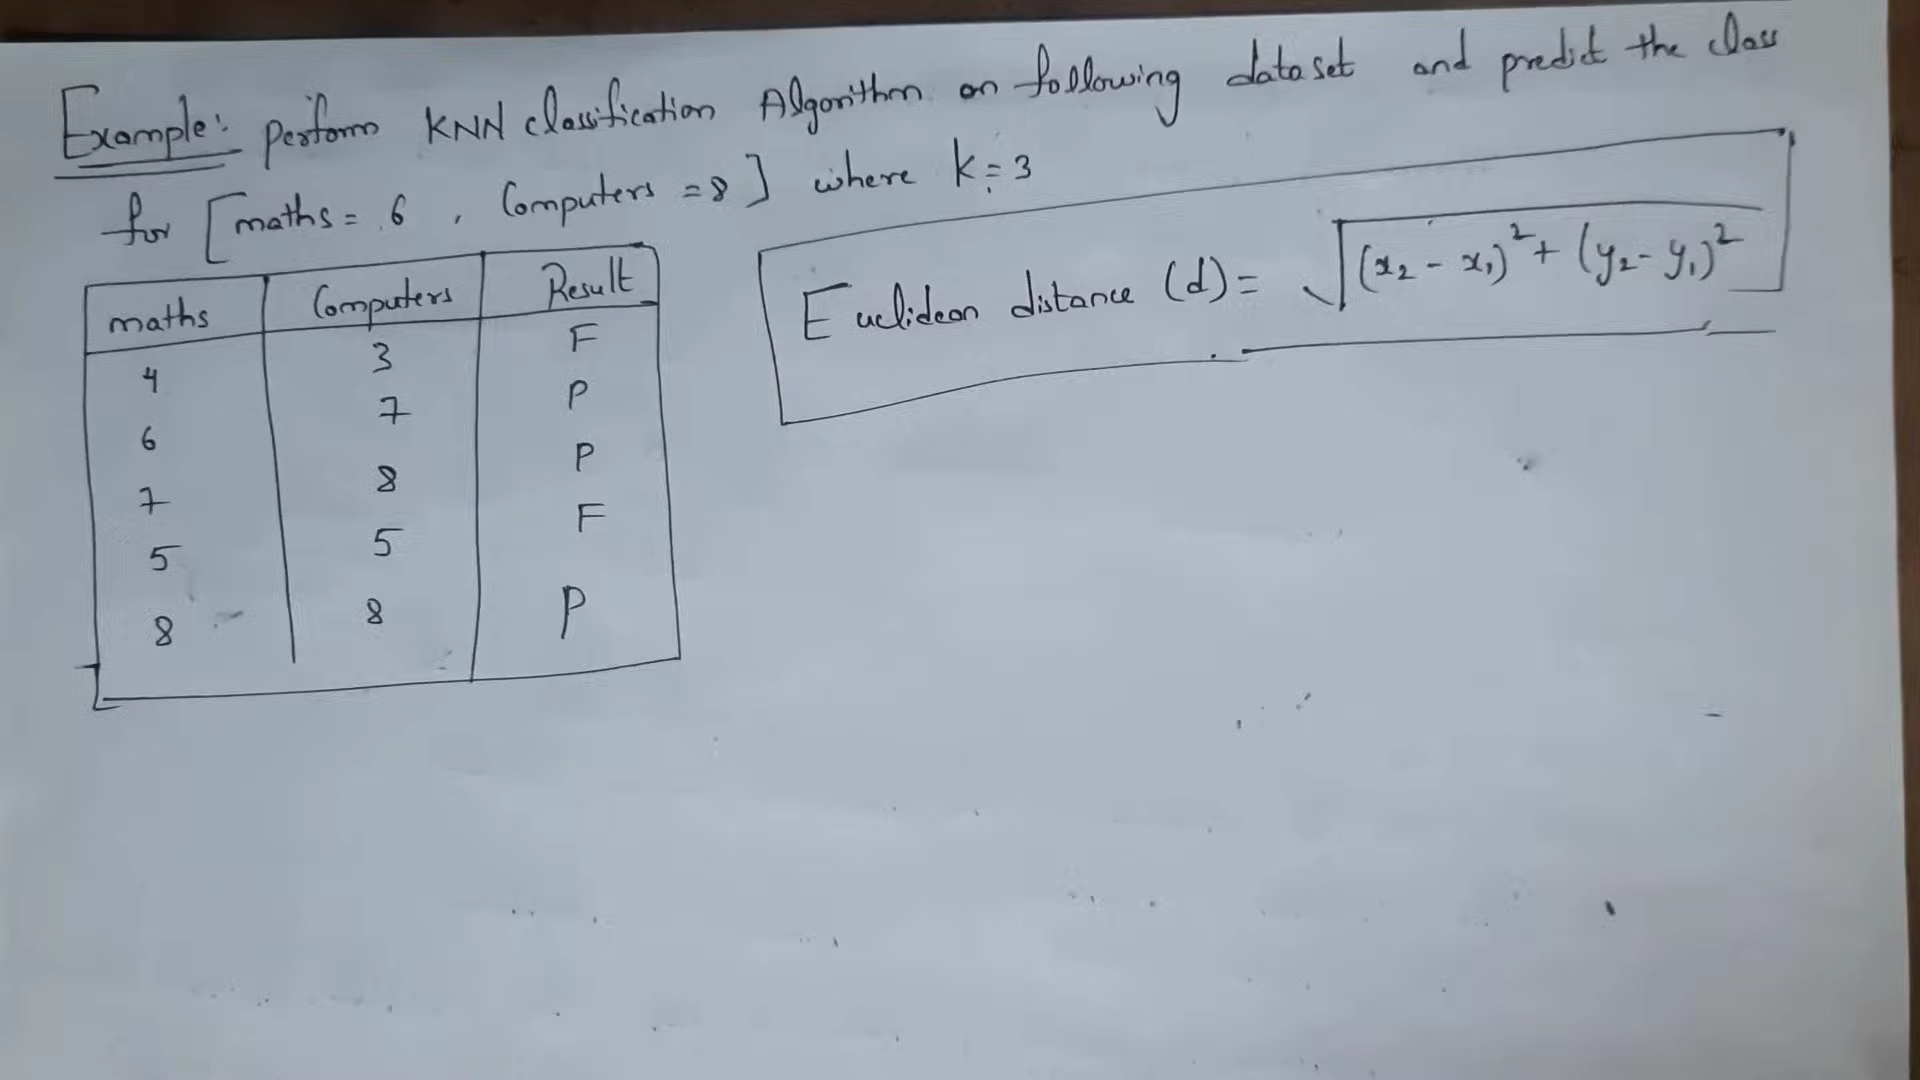 Example: perform KNN classification Algorithm on following dataset and predict the class
for [maths = 6 , Computers = 8] where k = 3
maths Computers Result
4 3 F
6 7 P
7 8 P
5 5 F
8 8 P
Euclidean distance (d) = √(x₂ - x₁)² + (y₂ - y₁)²